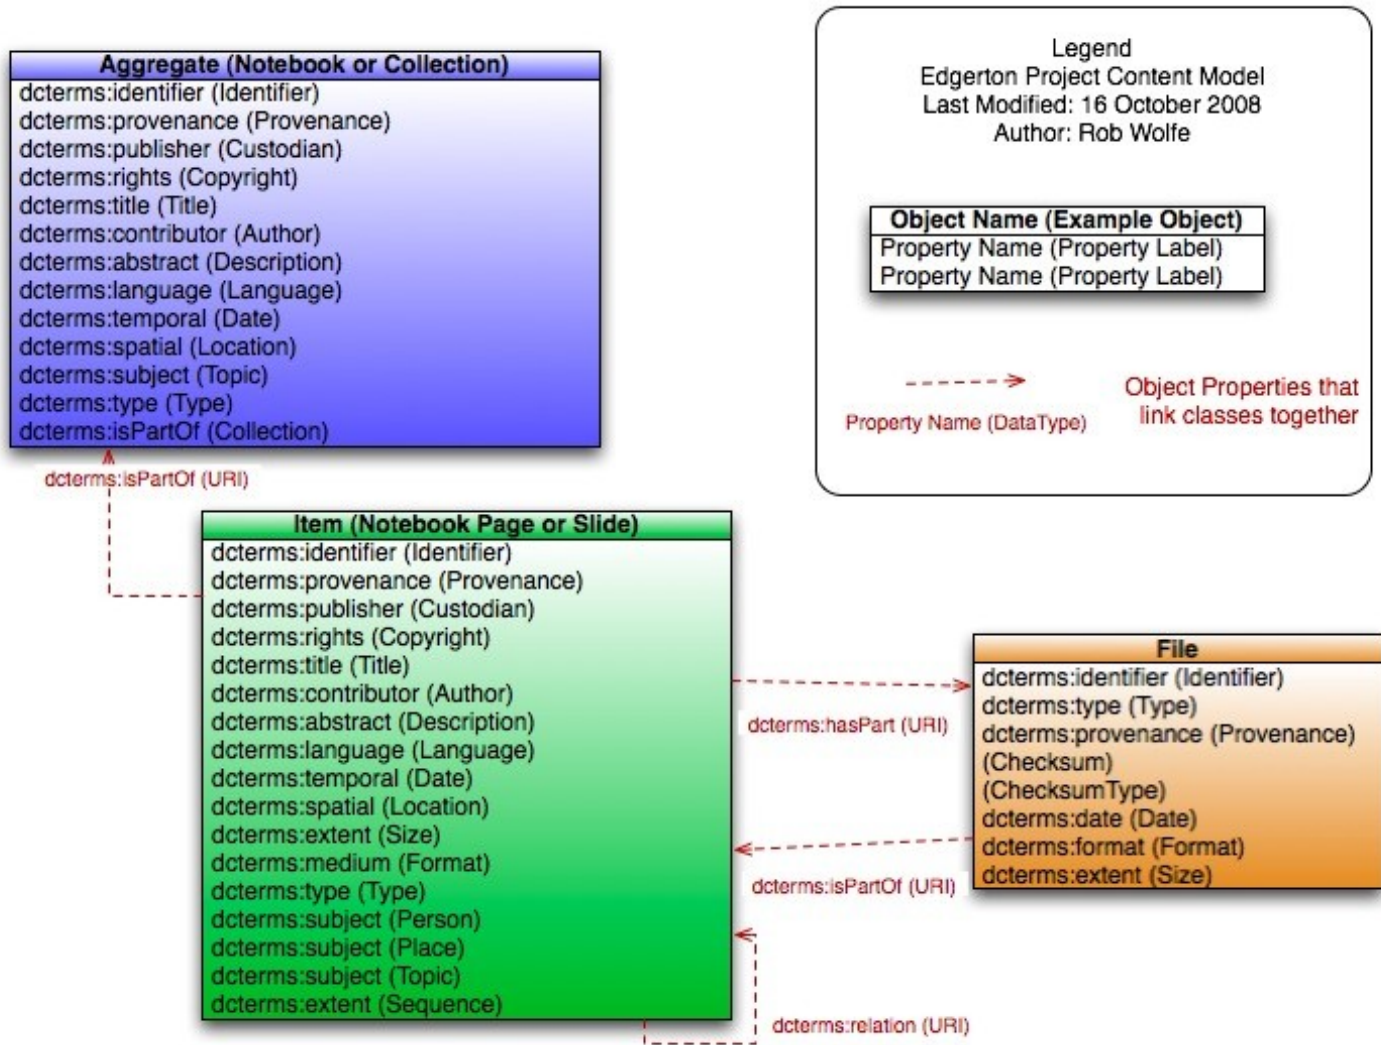 Aggregate (Notebook or Collection)
dcterms:identifier (Identifier)
dcterms:provenance (Provenance)
dcterms:publisher (Custodian)
dcterms:rights (Copyright)
dcterms:title (Title)
dcterms:contributor (Author)
dcterms:abstract (Description)
dcterms:language (Language)
dcterms:temporal (Date)
dcterms:spatial (Location)
dcterms:subject (Topic)
dcterms:type (Type)
dcterms:isPartOf (Collection)
Legend
Edgerton Project Content Model
Last Modified: 16 October 2008
Author: Rob Wolfe
Object Name (Example Object)
Property Name (Property Label)
Property Name (Property Label)
Property Name (DataType)
Object Properties that
link classes together
dcterms:isPartOf (URI)
Item (Notebook Page or Slide)
dcterms:identifier (Identifier)
dcterms:provenance (Provenance)
dcterms:publisher (Custodian)
dcterms:rights (Copyright)
dcterms:title (Title)
dcterms:contributor (Author)
dcterms:abstract (Description)
dcterms:language (Language)
dcterms:temporal (Date)
dcterms:spatial (Location)
dcterms:extent (Size)
dcterms:medium (Format)
dcterms:type (Type)
dcterms:subject (Person)
dcterms:subject (Place)
dcterms:subject (Topic)
dcterms:extent (Sequence)
dcterms:hasPart (URI)
dcterms:isPartOf (URI)
dcterms:relation (URI)
File
dcterms:identifier (Identifier)
dcterms:type (Type)
dcterms:provenance (Provenance)
(Checksum)
(ChecksumType)
dcterms:date (Date)
dcterms:format (Format)
dcterms:extent (Size)